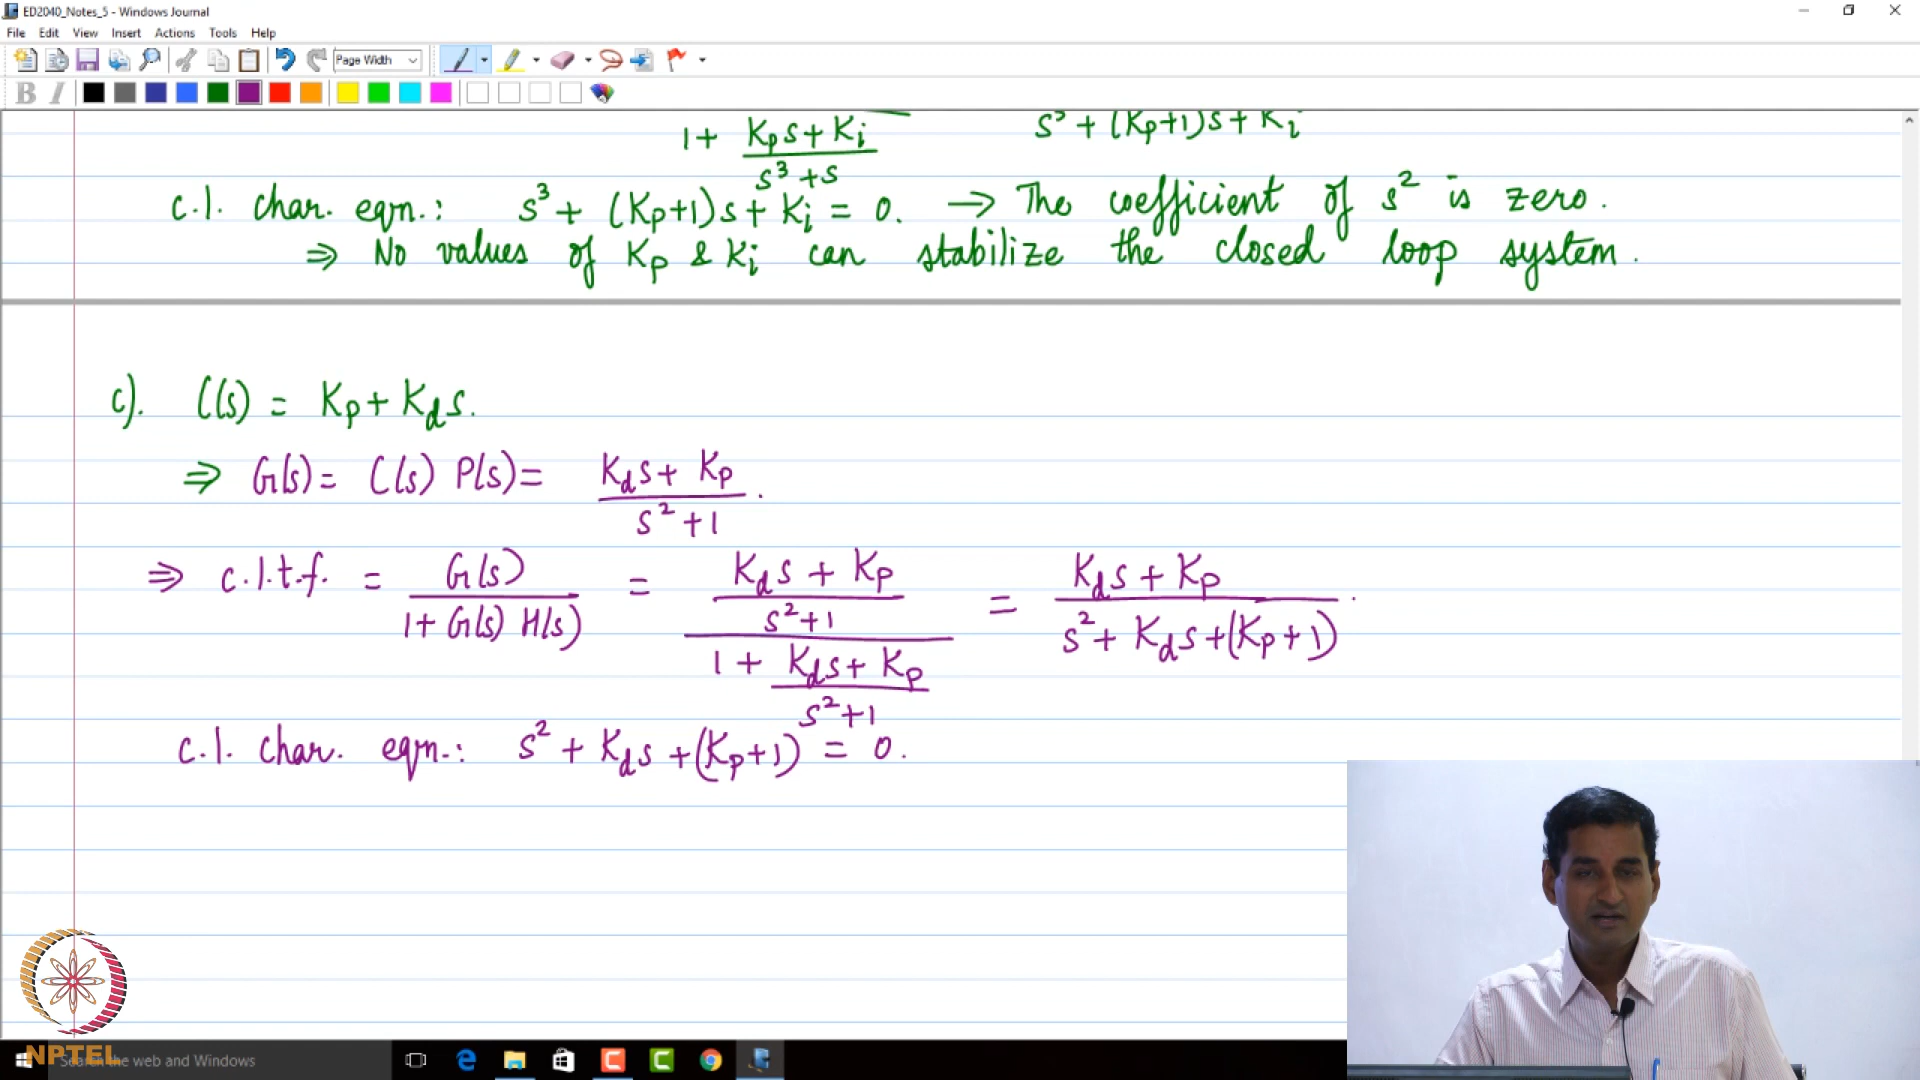 ED2040_Notes_5 - Windows Journal
File Edit View Insert Actions Tools Help
Page Width
B I
1 + Kps + Ki / s³ + s
s³ + (Kp+1)s + Ki
c.l. char. eqn.: s³ + (Kp+1)s + Ki = 0. → The coefficient of s² is zero.
⇒ No values of Kp & Ki can stabilize the closed loop system.
c). C(s) = Kp + Kds.
⇒ G(s) = C(s) P(s) = Kds + Kp / s² + 1 .
⇒ c.l.t.f. = G(s) / 1 + G(s) H(s) = Kds + Kp / s² + 1 / 1 + Kds + Kp / s² + 1 = Kds + Kp / s² + Kds + (Kp + 1) .
c.l. char. eqn.: s² + Kds + (Kp + 1) = 0.
NPTEL
Search the web and Windows